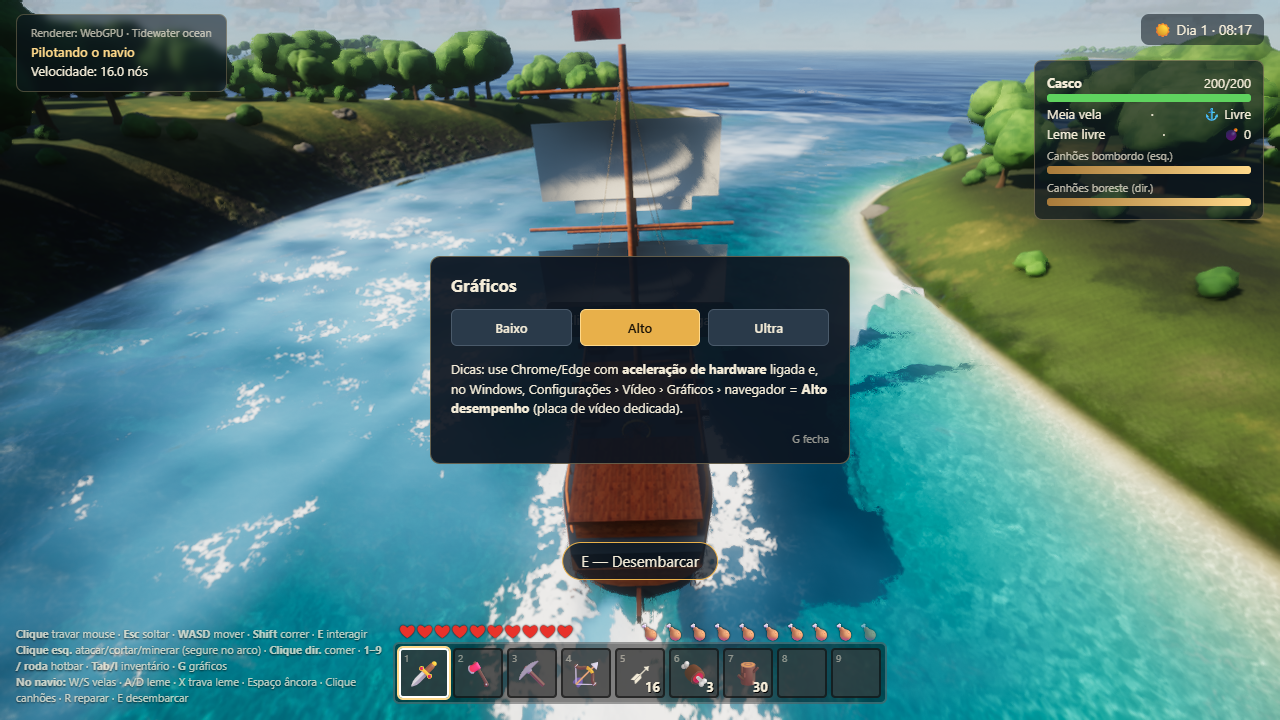 Renderer: WebGPU · Tidewater ocean
Pilotando o navio
Velocidade: 16.0 nós
Dia 1 · 08:17
Casco 200/200
Meia vela · Livre
Leme livre · 0
Canhões bombordo (esq.)
Canhões boreste (dir.)
Gráficos
Baixo Alto Ultra
Dicas: use Chrome/Edge com aceleração de hardware ligada e,
no Windows, Configurações › Vídeo › Gráficos › navegador = Alto
desempenho (placa de vídeo dedicada).
G fecha
E — Desembarcar
Clique travar mouse · Esc soltar · WASD mover · Shift correr · E interagir
Clique esq. atacar/cortar/minerar (segure no arco) · Clique dir. comer · 1–9
/ roda hotbar · Tab/I inventário · G gráficos
No navio: W/S velas · A/D leme · X trava leme · Espaço âncora · Clique
canhões · R reparar · E desembarcar
1 2 3 4 5 6 7 8 9
16 3 30